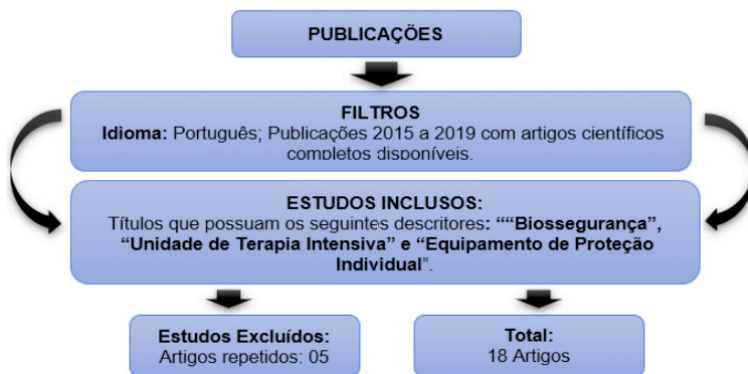 PUBLICAÇÕES
FILTROS
Idioma: Português; Publicações 2015 a 2019 com artigos científicos
completos disponíveis.
ESTUDOS INCLUSOS:
Títulos que possuam os seguintes descritores: ““Biossegurança”,
“Unidade de Terapia Intensiva” e “Equipamento de Proteção
Individual”.
Estudos Excluídos:
Artigos repetidos: 05
Total:
18 Artigos